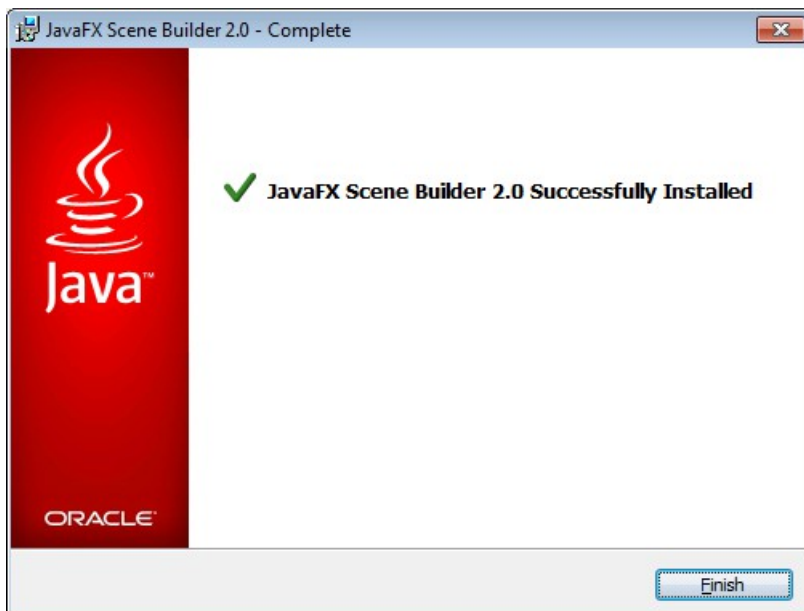 JavaFX Scene Builder 2.0 - Complete
JavaFX Scene Builder 2.0 Successfully Installed
Java™
ORACLE®
Finish